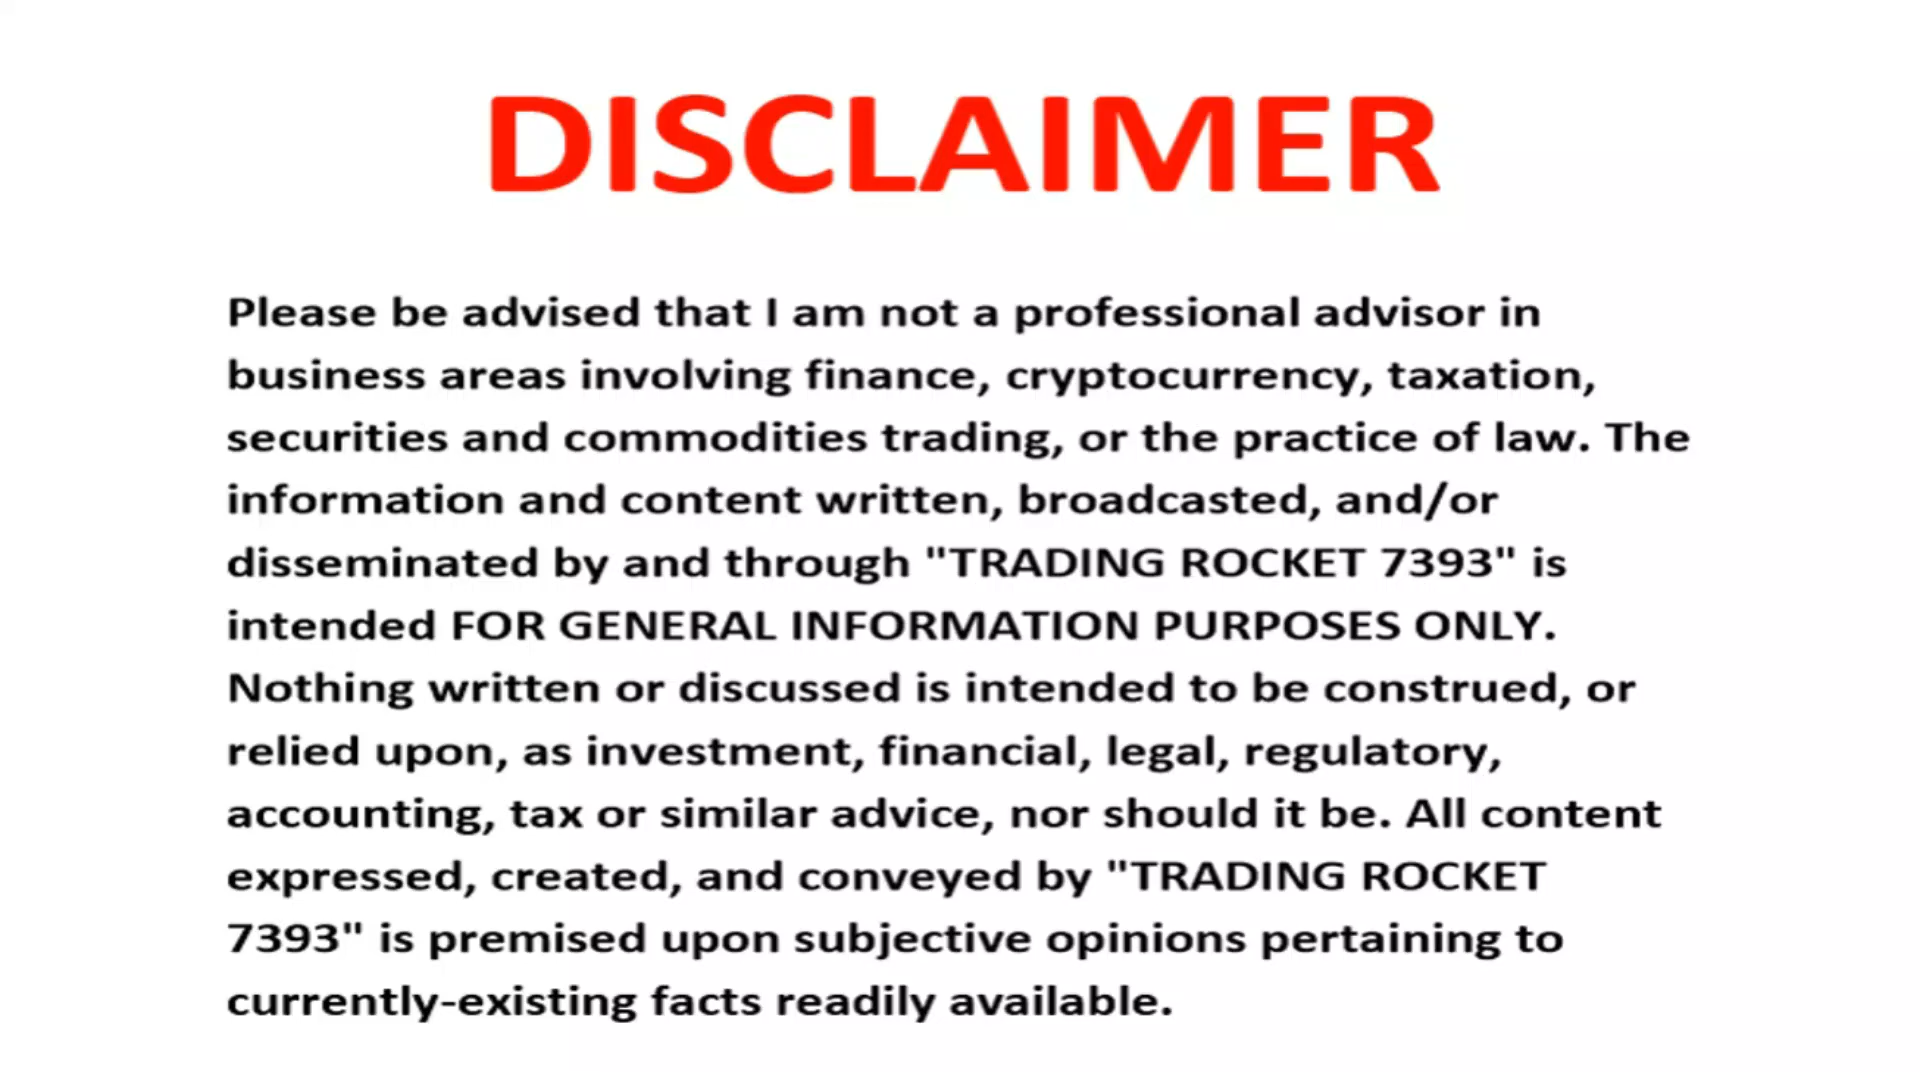 DISCLAIMER
Please be advised that I am not a professional advisor in
business areas involving finance, cryptocurrency, taxation,
securities and commodities trading, or the practice of law. The
information and content written, broadcasted, and/or
disseminated by and through "TRADING ROCKET 7393" is
intended FOR GENERAL INFORMATION PURPOSES ONLY.
Nothing written or discussed is intended to be construed, or
relied upon, as investment, financial, legal, regulatory,
accounting, tax or similar advice, nor should it be. All content
expressed, created, and conveyed by "TRADING ROCKET
7393" is premised upon subjective opinions pertaining to
currently-existing facts readily available.